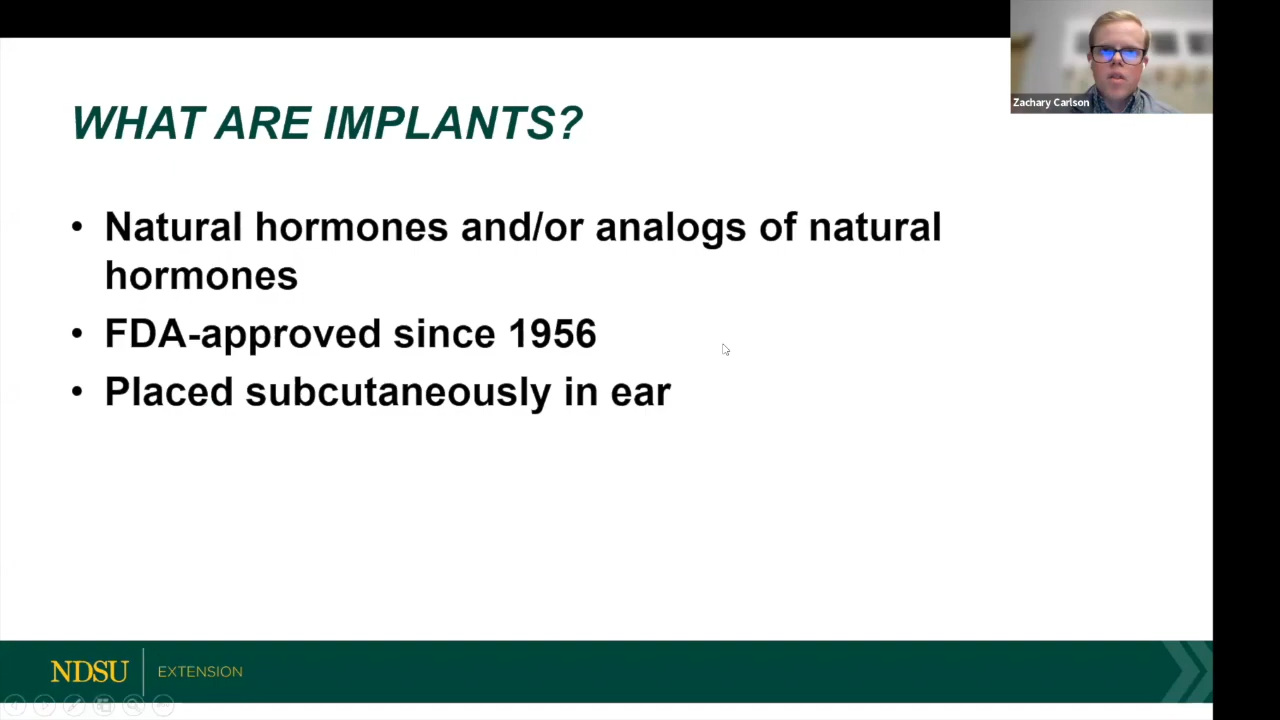 Zachary Carlson
WHAT ARE IMPLANTS?
• Natural hormones and/or analogs of natural
hormones
• FDA-approved since 1956
• Placed subcutaneously in ear
NDSU EXTENSION